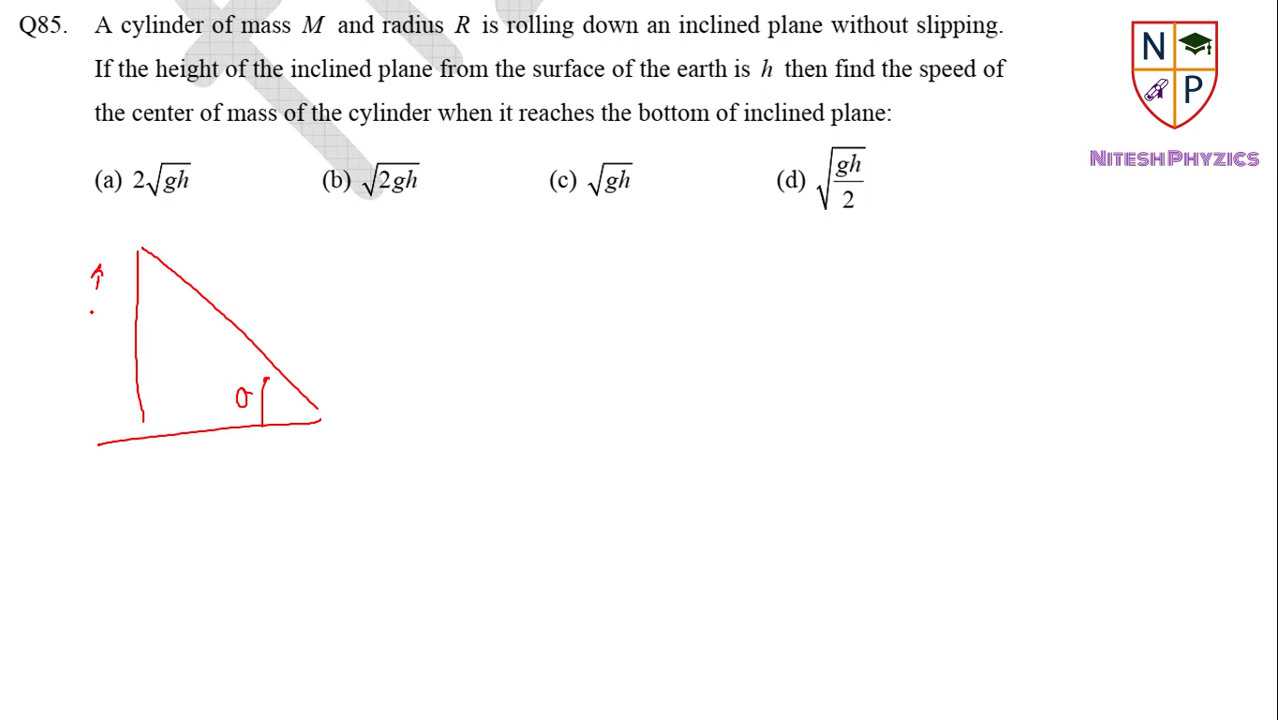 Q85. A cylinder of mass M and radius R is rolling down an inclined plane without slipping.
If the height of the inclined plane from the surface of the earth is h then find the speed of
the center of mass of the cylinder when it reaches the bottom of inclined plane:
(a) 2√gh (b) √2gh (c) √gh (d) √(gh/2)
N
P
NITESH PHYZICS